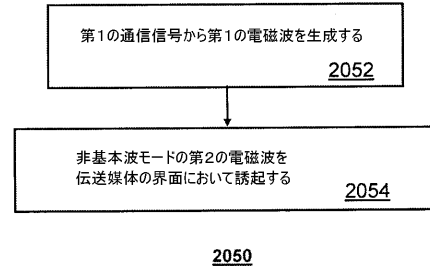 第1の通信信号から第1の電磁波を生成する
2052
非基本波モードの第2の電磁波を
伝送媒体の界面において誘起する
2054
2050